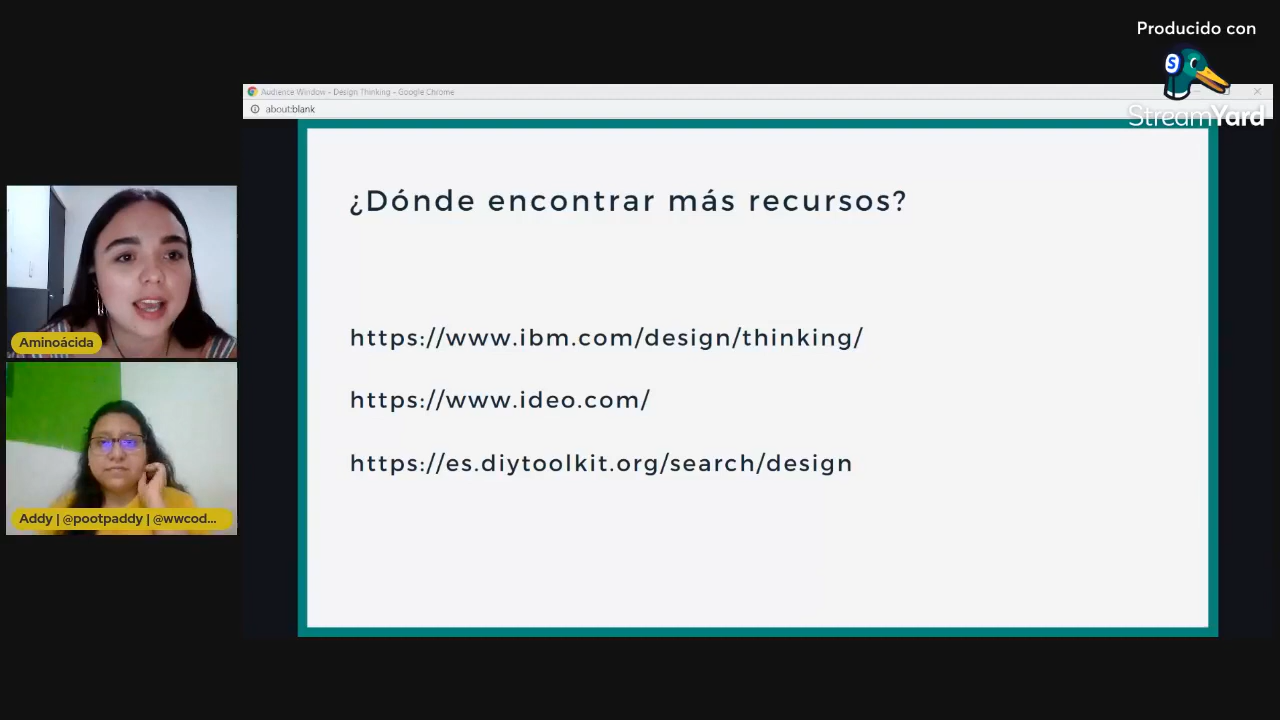 Producido con
StreamYard
Audience Window - Design Thinking - Google Chrome
about:blank
¿Dónde encontrar más recursos?
https://www.ibm.com/design/thinking/
https://www.ideo.com/
https://es.diytoolkit.org/search/design
Aminoácida
Addy | @pootpaddy | @wwcod...